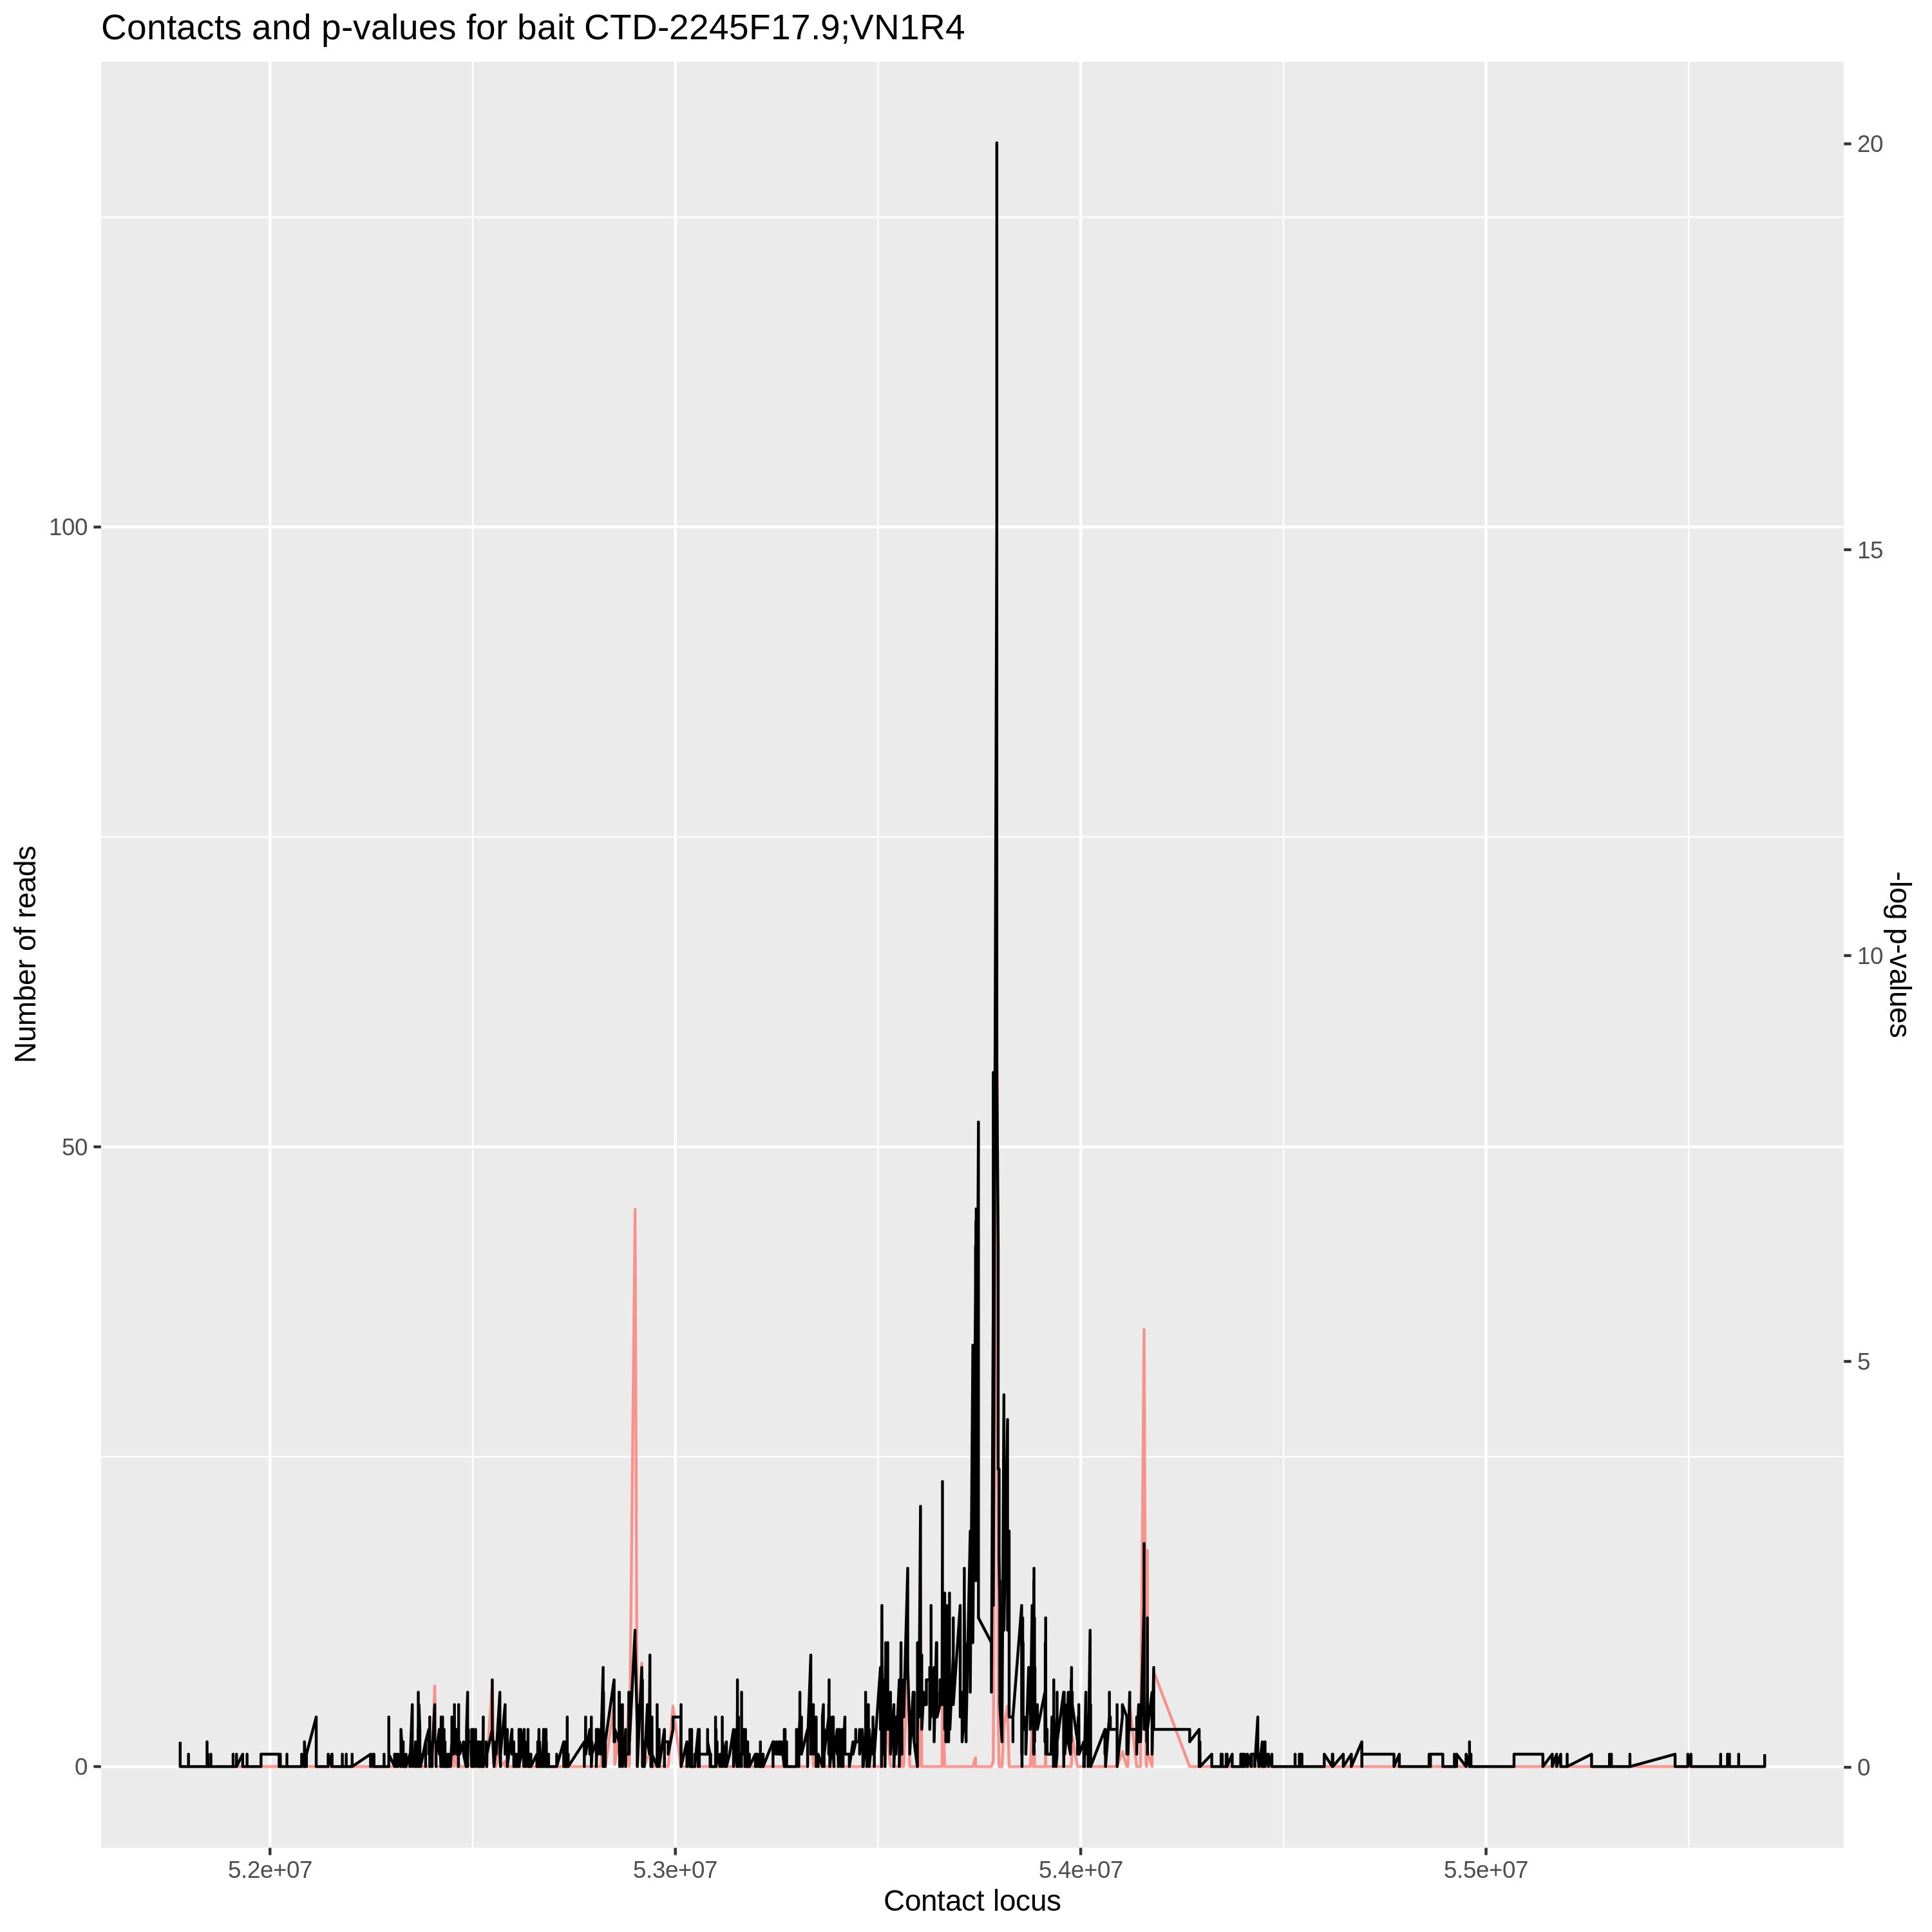 Contacts and p-values for bait CTD-2245F17.9;VN1R4
20
100
15
Number of reads
-log p-values
10
50
5
0
0
5.2e+07
5.3e+07
5.4e+07
5.5e+07
Contact locus